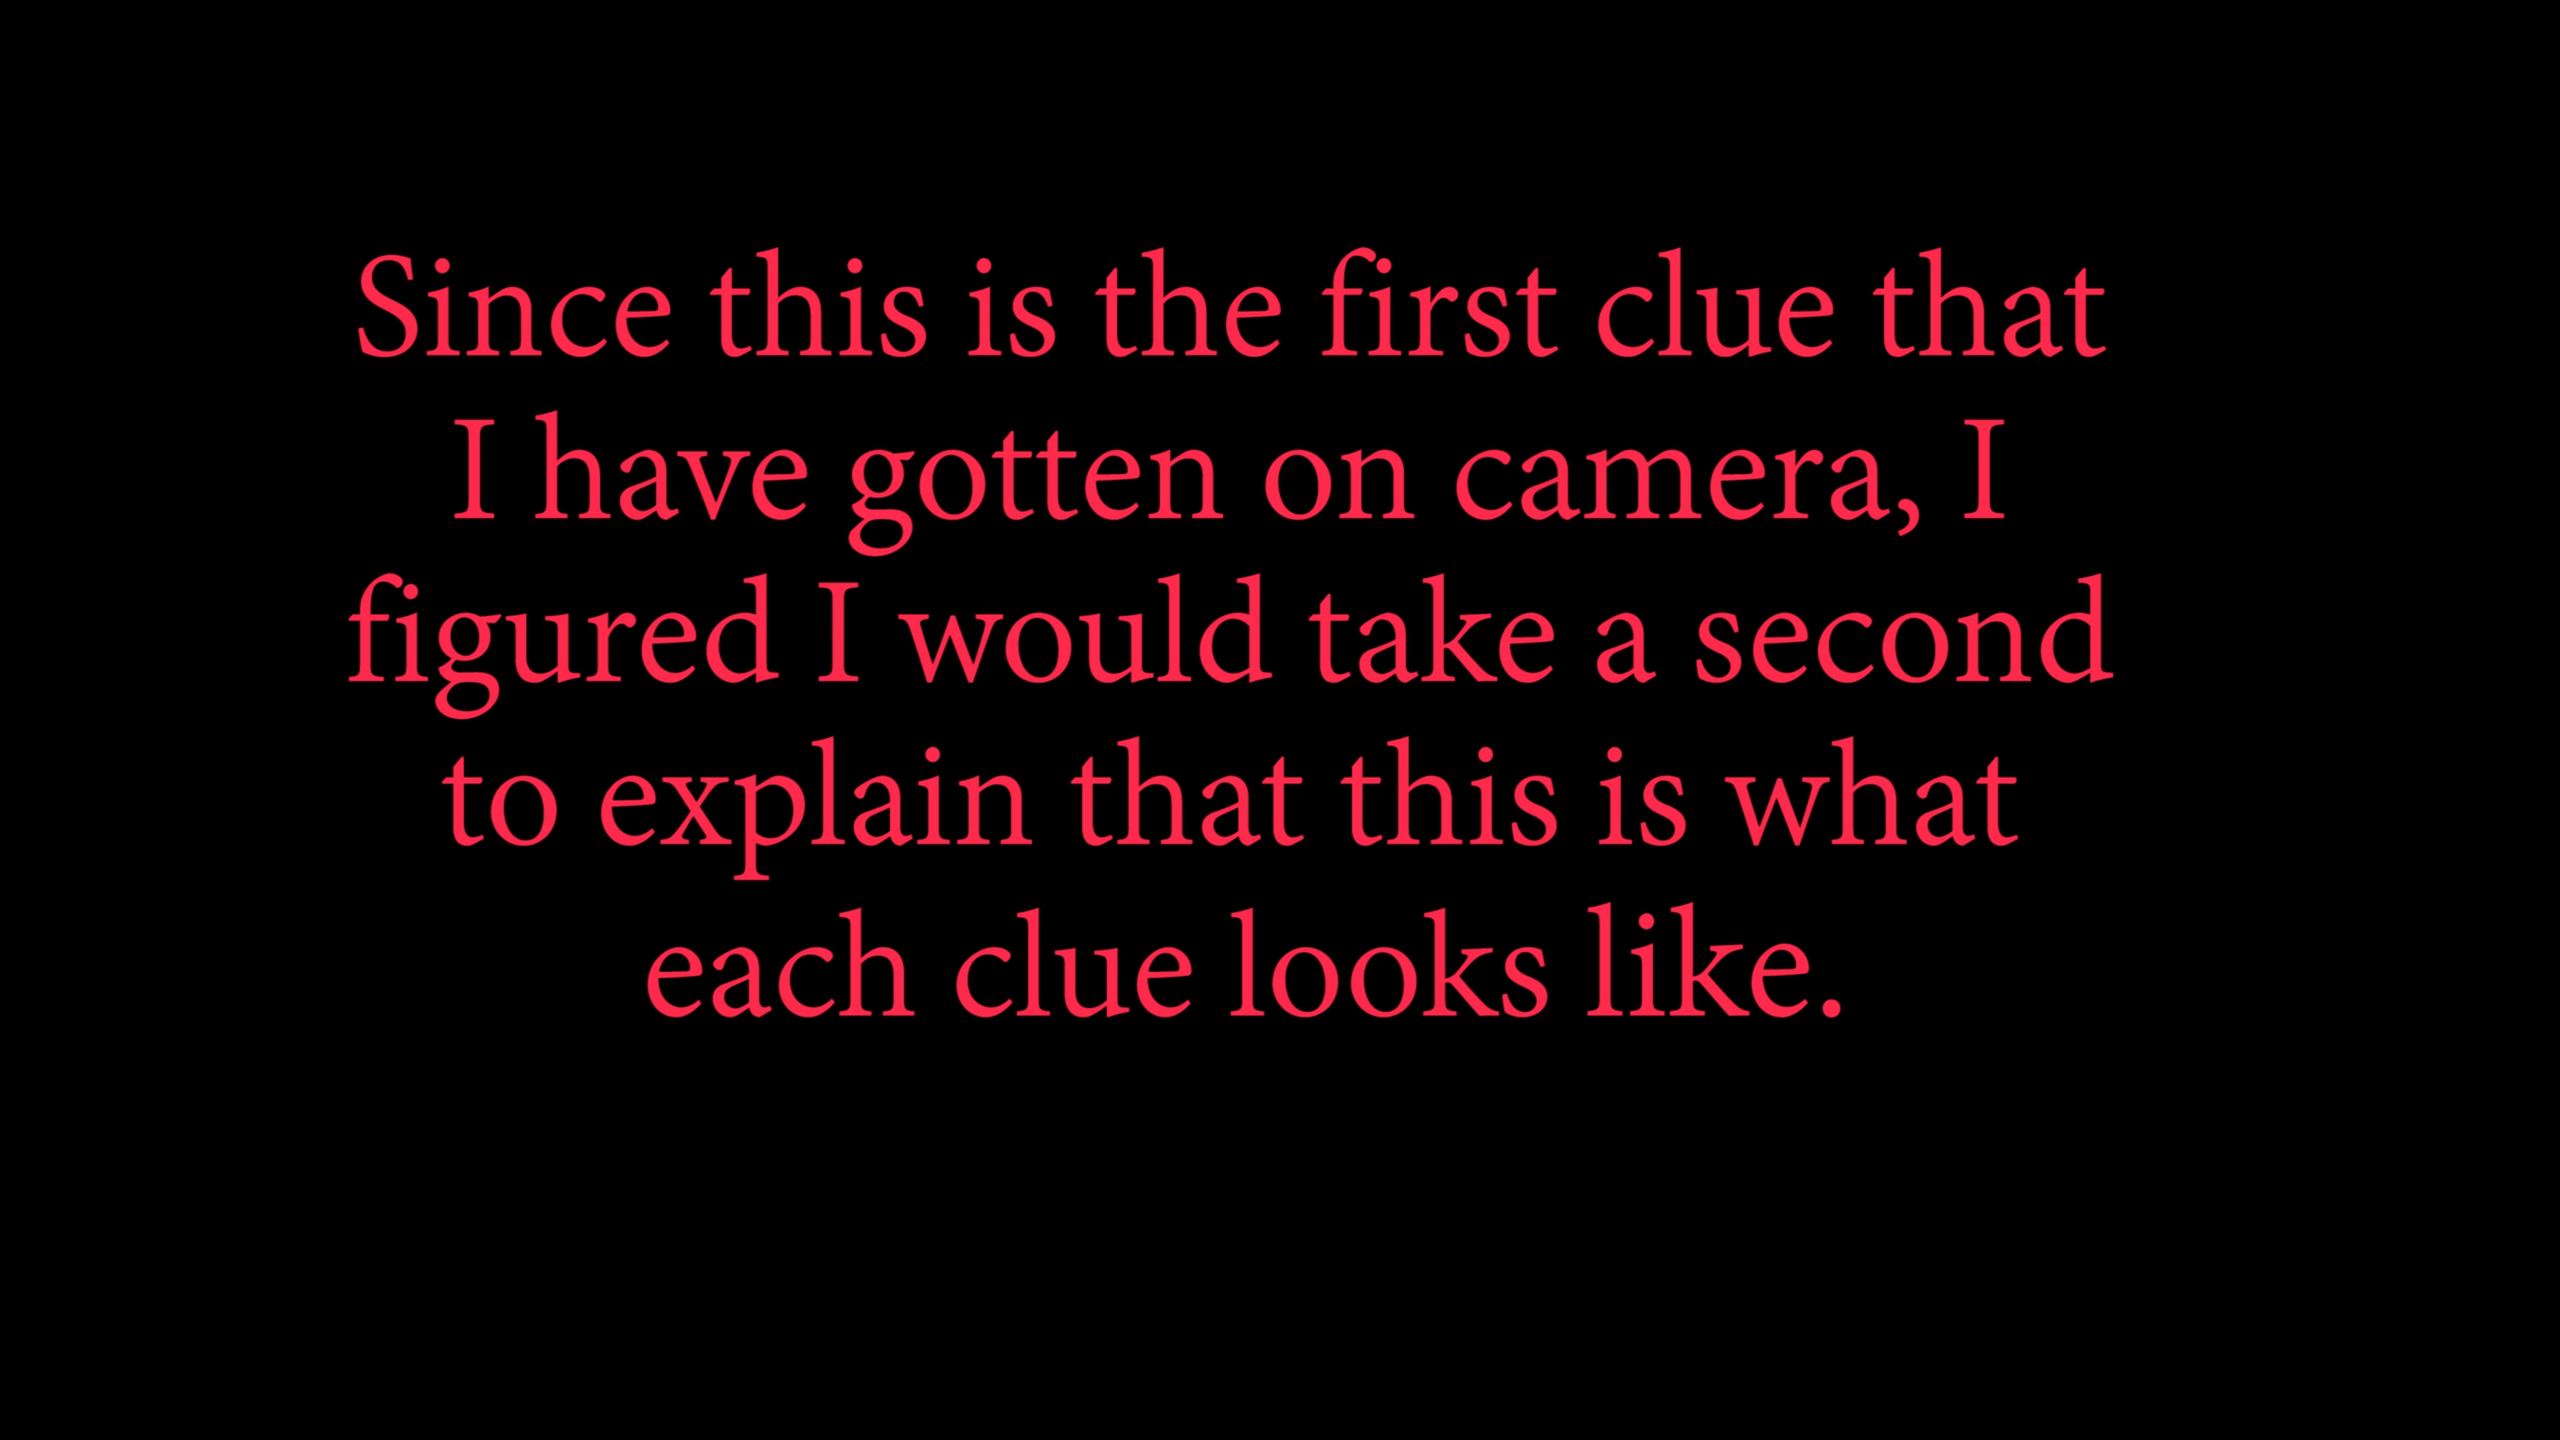 Since this is the first clue that
I have gotten on camera, I
figured I would take a second
to explain that this is what
each clue looks like.